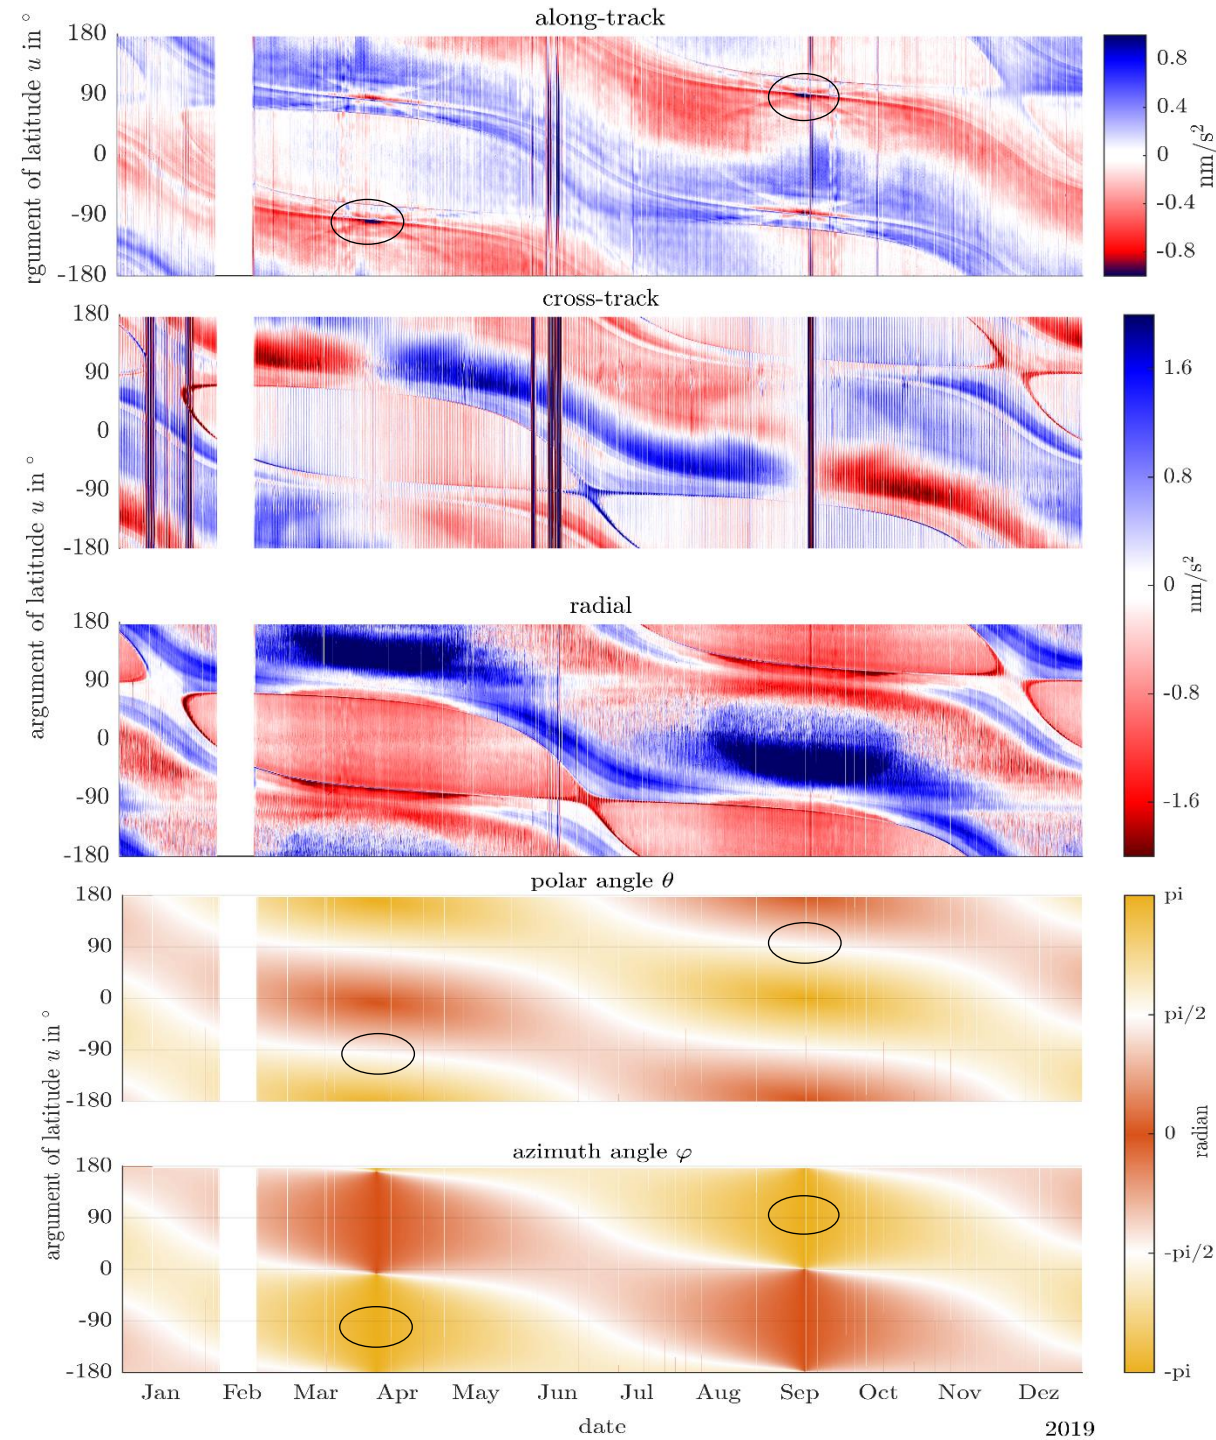 along-track
180
90
0
-90
-180
rgument of latitude u in °
0.8
0.4
0
-0.4
-0.8
nm/s²
cross-track
180
90
0
-90
-180
argument of latitude u in °
1.6
0.8
0
-0.8
-1.6
nm/s²
radial
180
90
0
-90
-180
polar angle θ
180
90
0
-90
-180
argument of latitude u in °
pi
pi/2
0
-pi/2
-pi
radian
azimuth angle φ
180
90
0
-90
-180
Jan Feb Mar Apr May Jun Jul Aug Sep Oct Nov Dez
date
2019